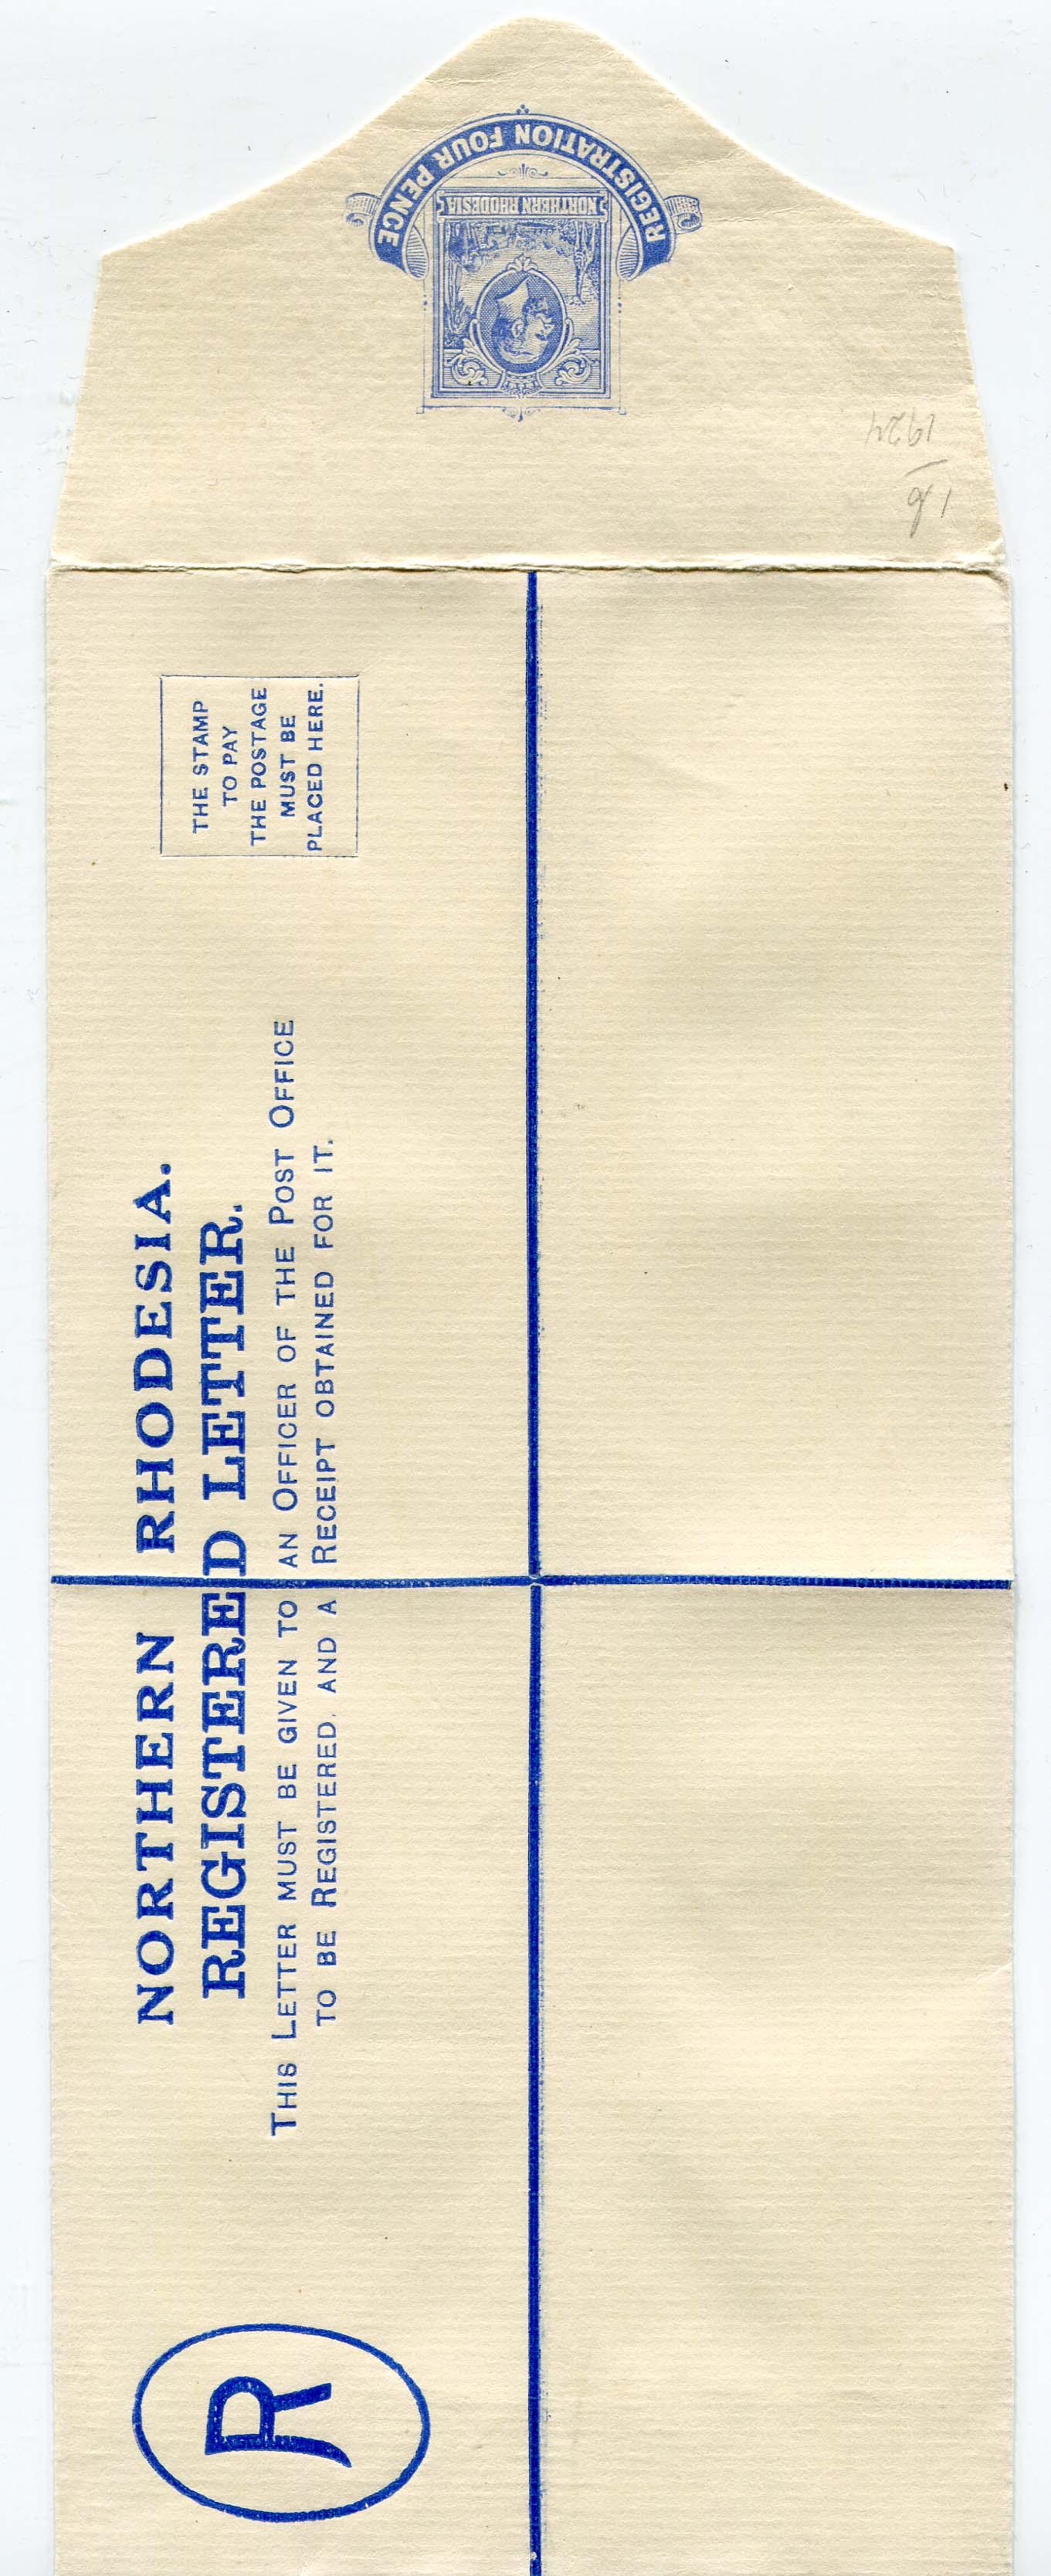 REGISTRATION FOUR PENCE
NORTHERN RHODESIA
1924
THE STAMP
TO PAY
THE POSTAGE
MUST BE
PLACED HERE.
NORTHERN RHODESIA.
REGISTERED LETTER.
THIS LETTER MUST BE GIVEN TO AN OFFICER OF THE POST OFFICE
TO BE REGISTERED, AND A RECEIPT OBTAINED FOR IT.
R